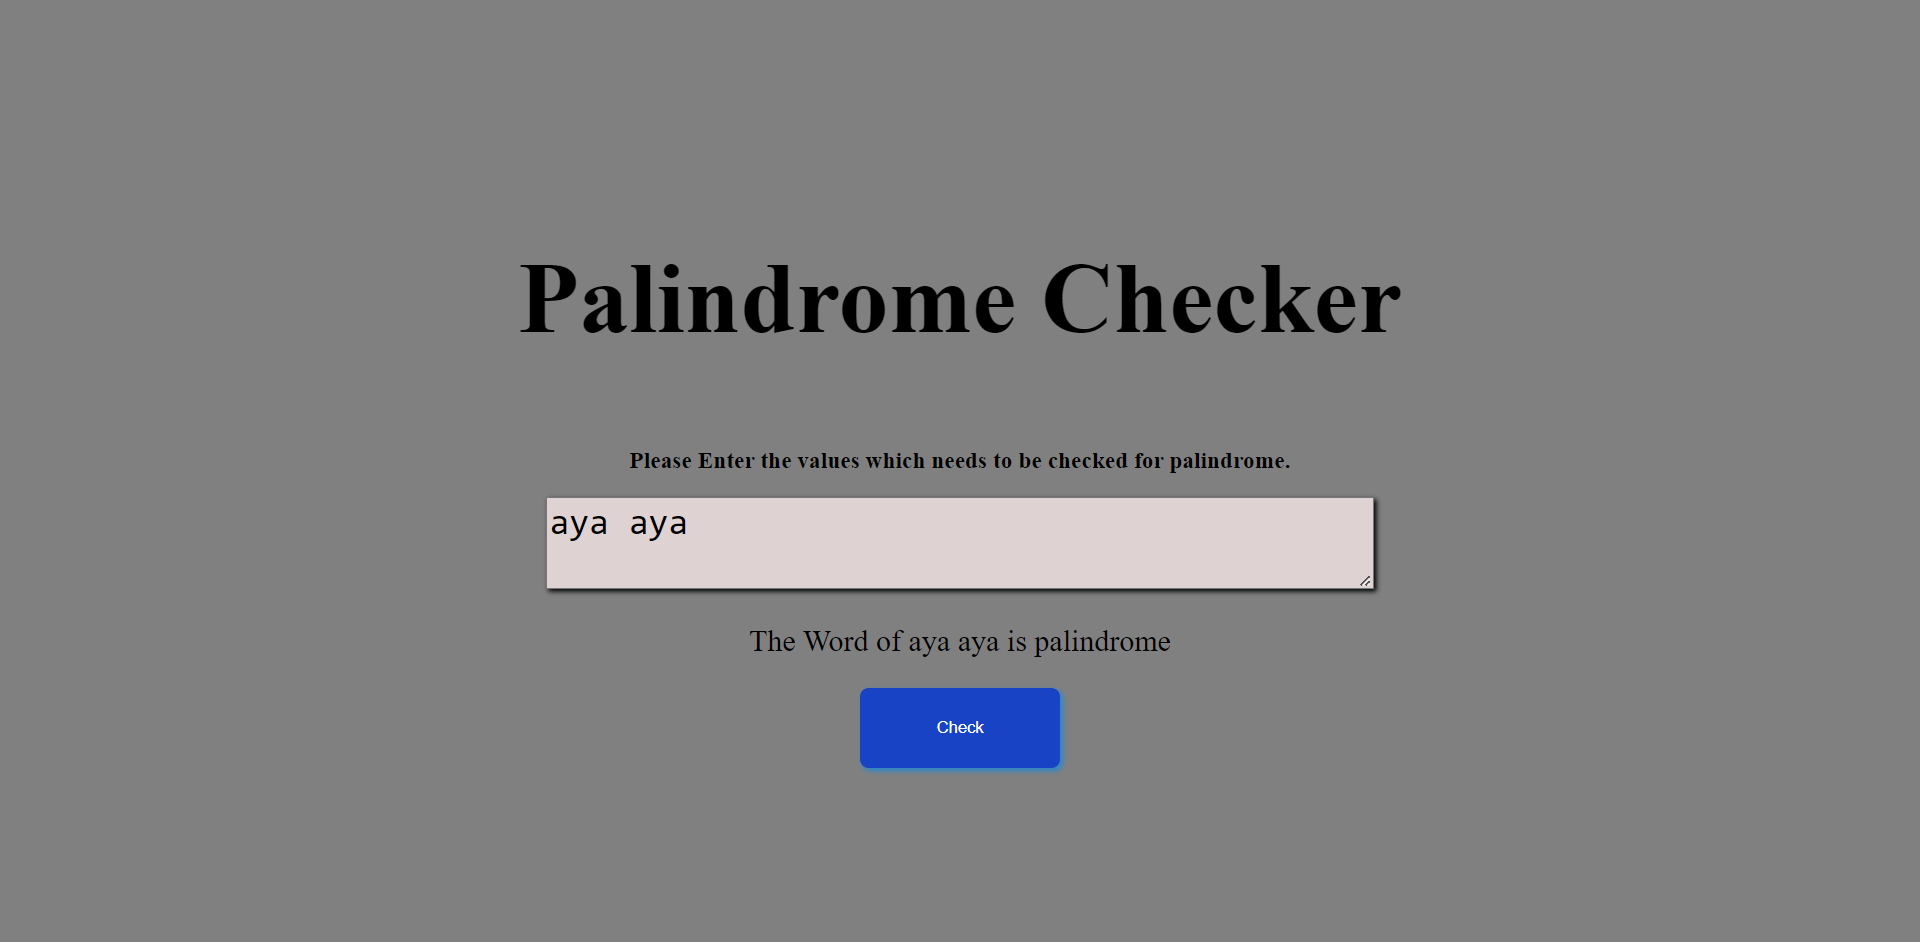 Palindrome Checker
Please Enter the values which needs to be checked for palindrome.
aya aya
The Word of aya aya is palindrome
Check